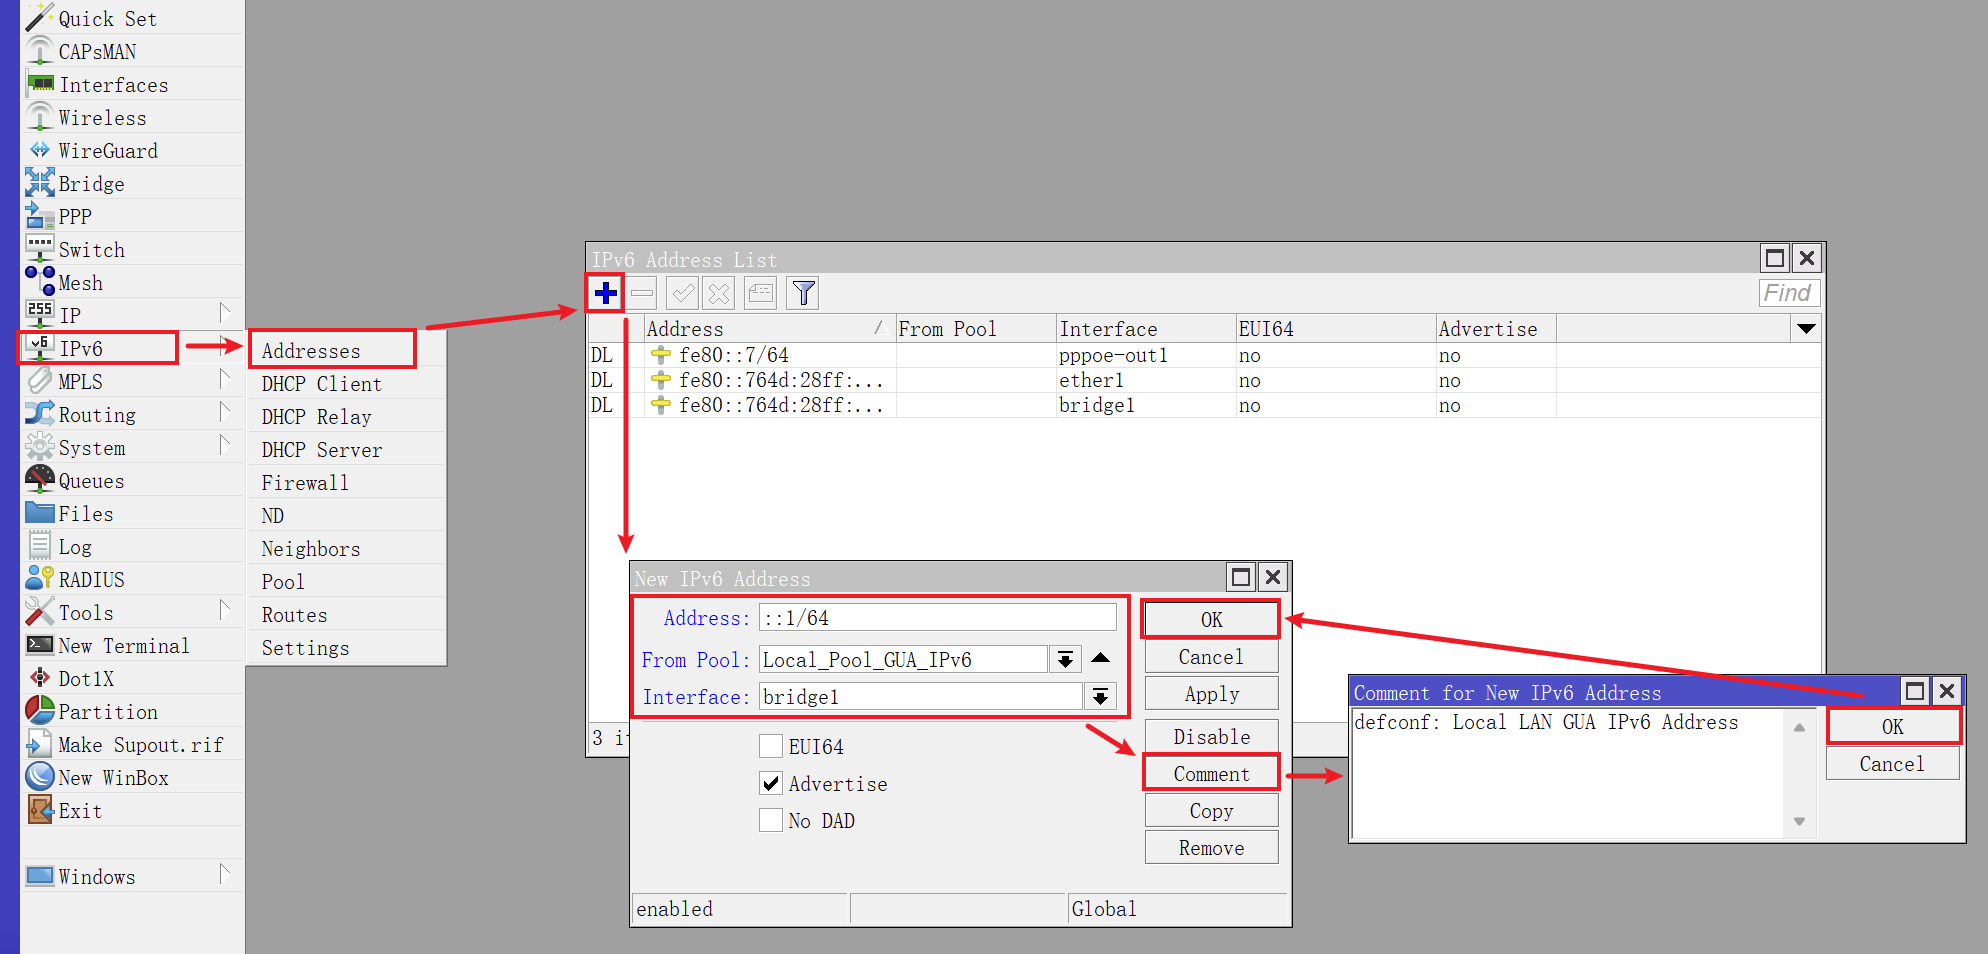 Quick Set
CAPsMAN
Interfaces
Wireless
WireGuard
Bridge
PPP
Switch
Mesh
255 IP
v6 IPv6
MPLS
Routing
System
Queues
Files
Log
RADIUS
Tools
New Terminal
Dot1X
Partition
Make Supout.rif
New WinBox
Exit
Windows
Addresses
DHCP Client
DHCP Relay
DHCP Server
Firewall
ND
Neighbors
Pool
Routes
Settings
IPv6 Address List
Find
Address From Pool Interface EUI64 Advertise
DL fe80::7/64 pppoe-out1 no no
DL fe80::764d:28ff:... ether1 no no
DL fe80::764d:28ff:... bridge1 no no
3 it
New IPv6 Address
Address: ::1/64
From Pool: Local_Pool_GUA_IPv6
Interface: bridge1
EUI64
Advertise
No DAD
OK
Cancel
Apply
Disable
Comment
Copy
Remove
enabled Global
Comment for New IPv6 Address
defconf: Local LAN GUA IPv6 Address
OK
Cancel